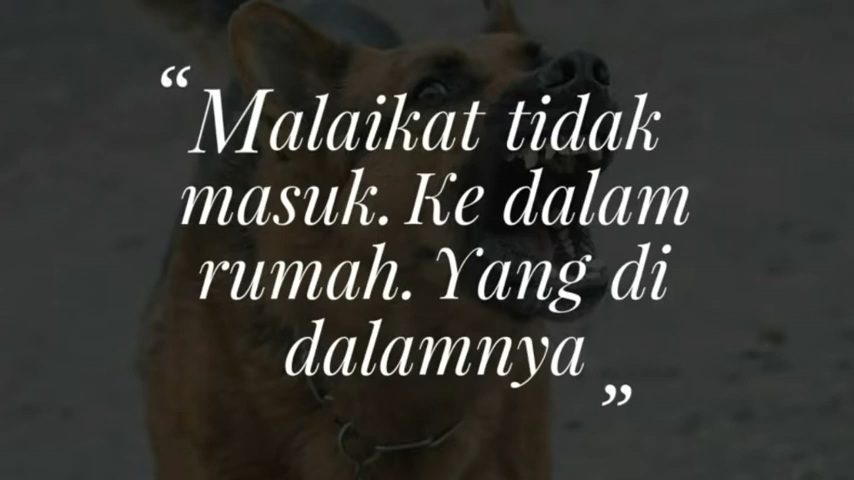 “Malaikat tidak
masuk. Ke dalam
rumah. Yang di
dalamnya”